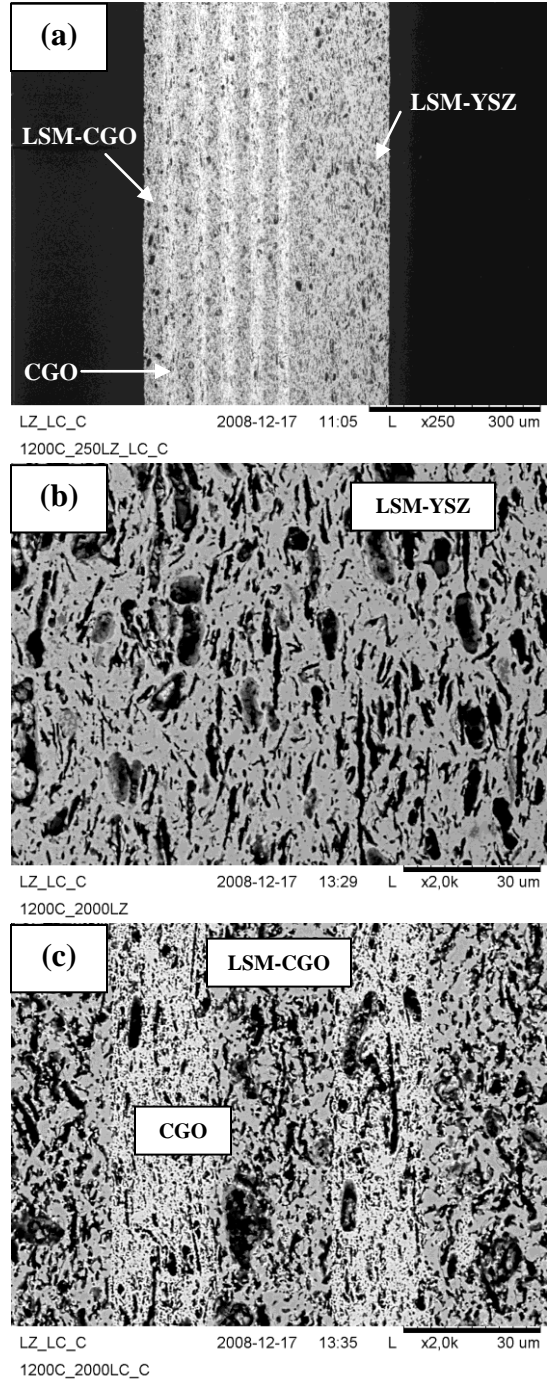 (a)
LSM-YSZ
LSM-CGO
CGO
LZ_LC_C 2008-12-17 11:05 L x250 300 um
1200C_250LZ_LC_C
(b)
LSM-YSZ
LZ_LC_C 2008-12-17 13:29 L x2,0k 30 um
1200C_2000LZ
(c)
LSM-CGO
CGO
LZ_LC_C 2008-12-17 13:35 L x2,0k 30 um
1200C_2000LC_C